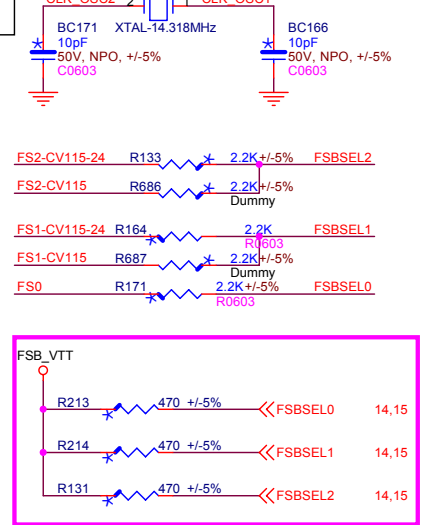 CLK_OSC2 2 1 CLK_OSC1
BC171 XTAL-14.318MHz BC166
10pF 10pF
50V, NPO, +/-5% 50V, NPO, +/-5%
C0603 C0603
FS2-CV115-24 R133 2.2K +/-5% FSBSEL2
FS2-CV115 R686 2.2K +/-5%
Dummy
FS1-CV115-24 R164 2.2K FSBSEL1
R0603
FS1-CV115 R687 2.2K +/-5%
Dummy
FS0 R171 2.2K +/-5% FSBSEL0
R0603
FSB_VTT
R213 470 +/-5% FSBSEL0 14,15
R214 470 +/-5% FSBSEL1 14,15
R131 470 +/-5% FSBSEL2 14,15